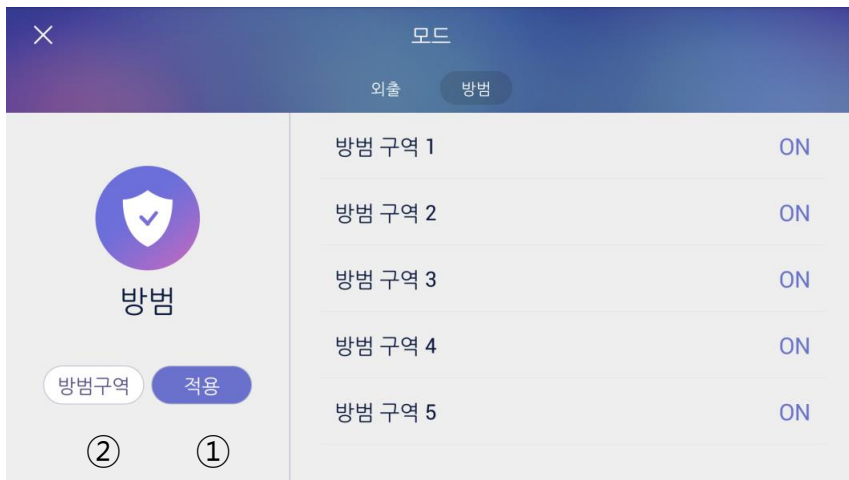 모드
외출 방범
방범 구역 1 ON
방범 구역 2 ON
방범 구역 3 ON
방범
방범 구역 4 ON
방범구역 적용
방범 구역 5 ON
② ①